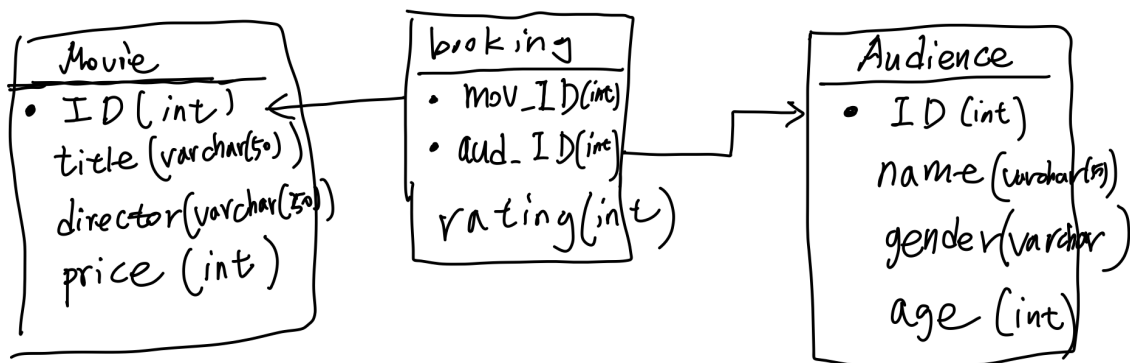 Movie
• ID (int)
title (varchar(50))
director (varchar(50))
price (int)
booking
• mov_ID (int)
• aud_ID (int)
rating (int)
Audience
• ID (int)
name
gender (varchar)
age (int)